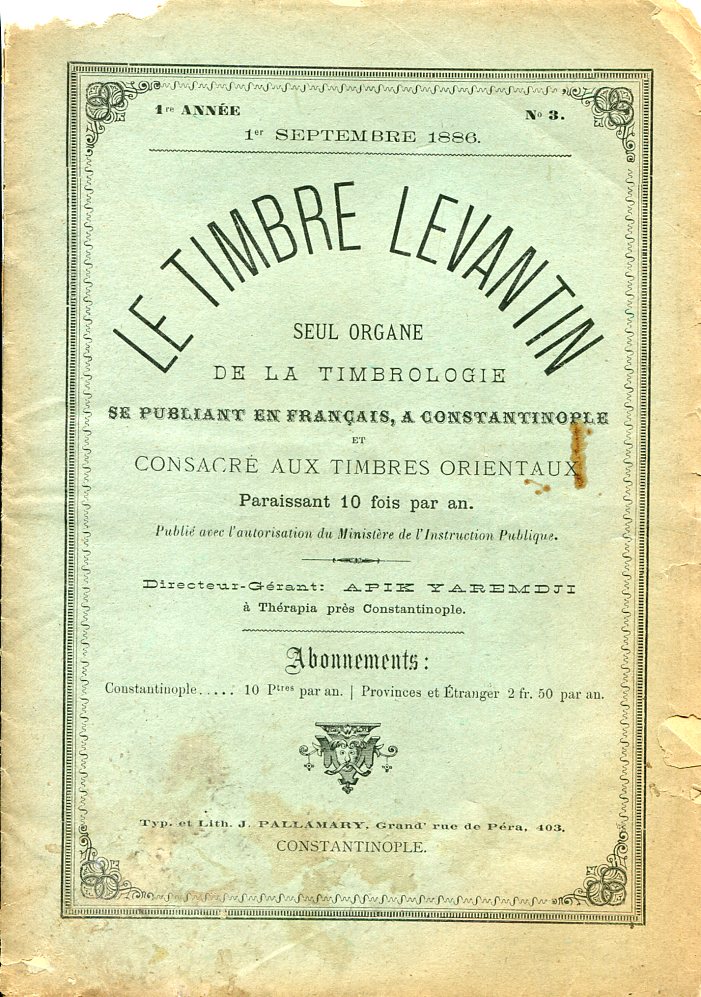 1re ANNÉE No 3.
1er SEPTEMBRE 1886.
LE TIMBRE LEVANTIN
SEUL ORGANE
DE LA TIMBROLOGIE
SE PUBLIANT EN FRANÇAIS, A CONSTANTINOPLE
ET
CONSACRÉ AUX TIMBRES ORIENTAUX
Paraissant 10 fois par an.
Publié avec l'autorisation du Ministère de l'Instruction Publique.
Directeur-Gérant: APIK YAREMDJI
à Thérapia près Constantinople.
Abonnements:
Constantinople..... 10 Ptres par an. | Provinces et Étranger 2 fr. 50 par an.
Typ. et Lith. J. PALLAMARY, Grand' rue de Péra, 403.
CONSTANTINOPLE.